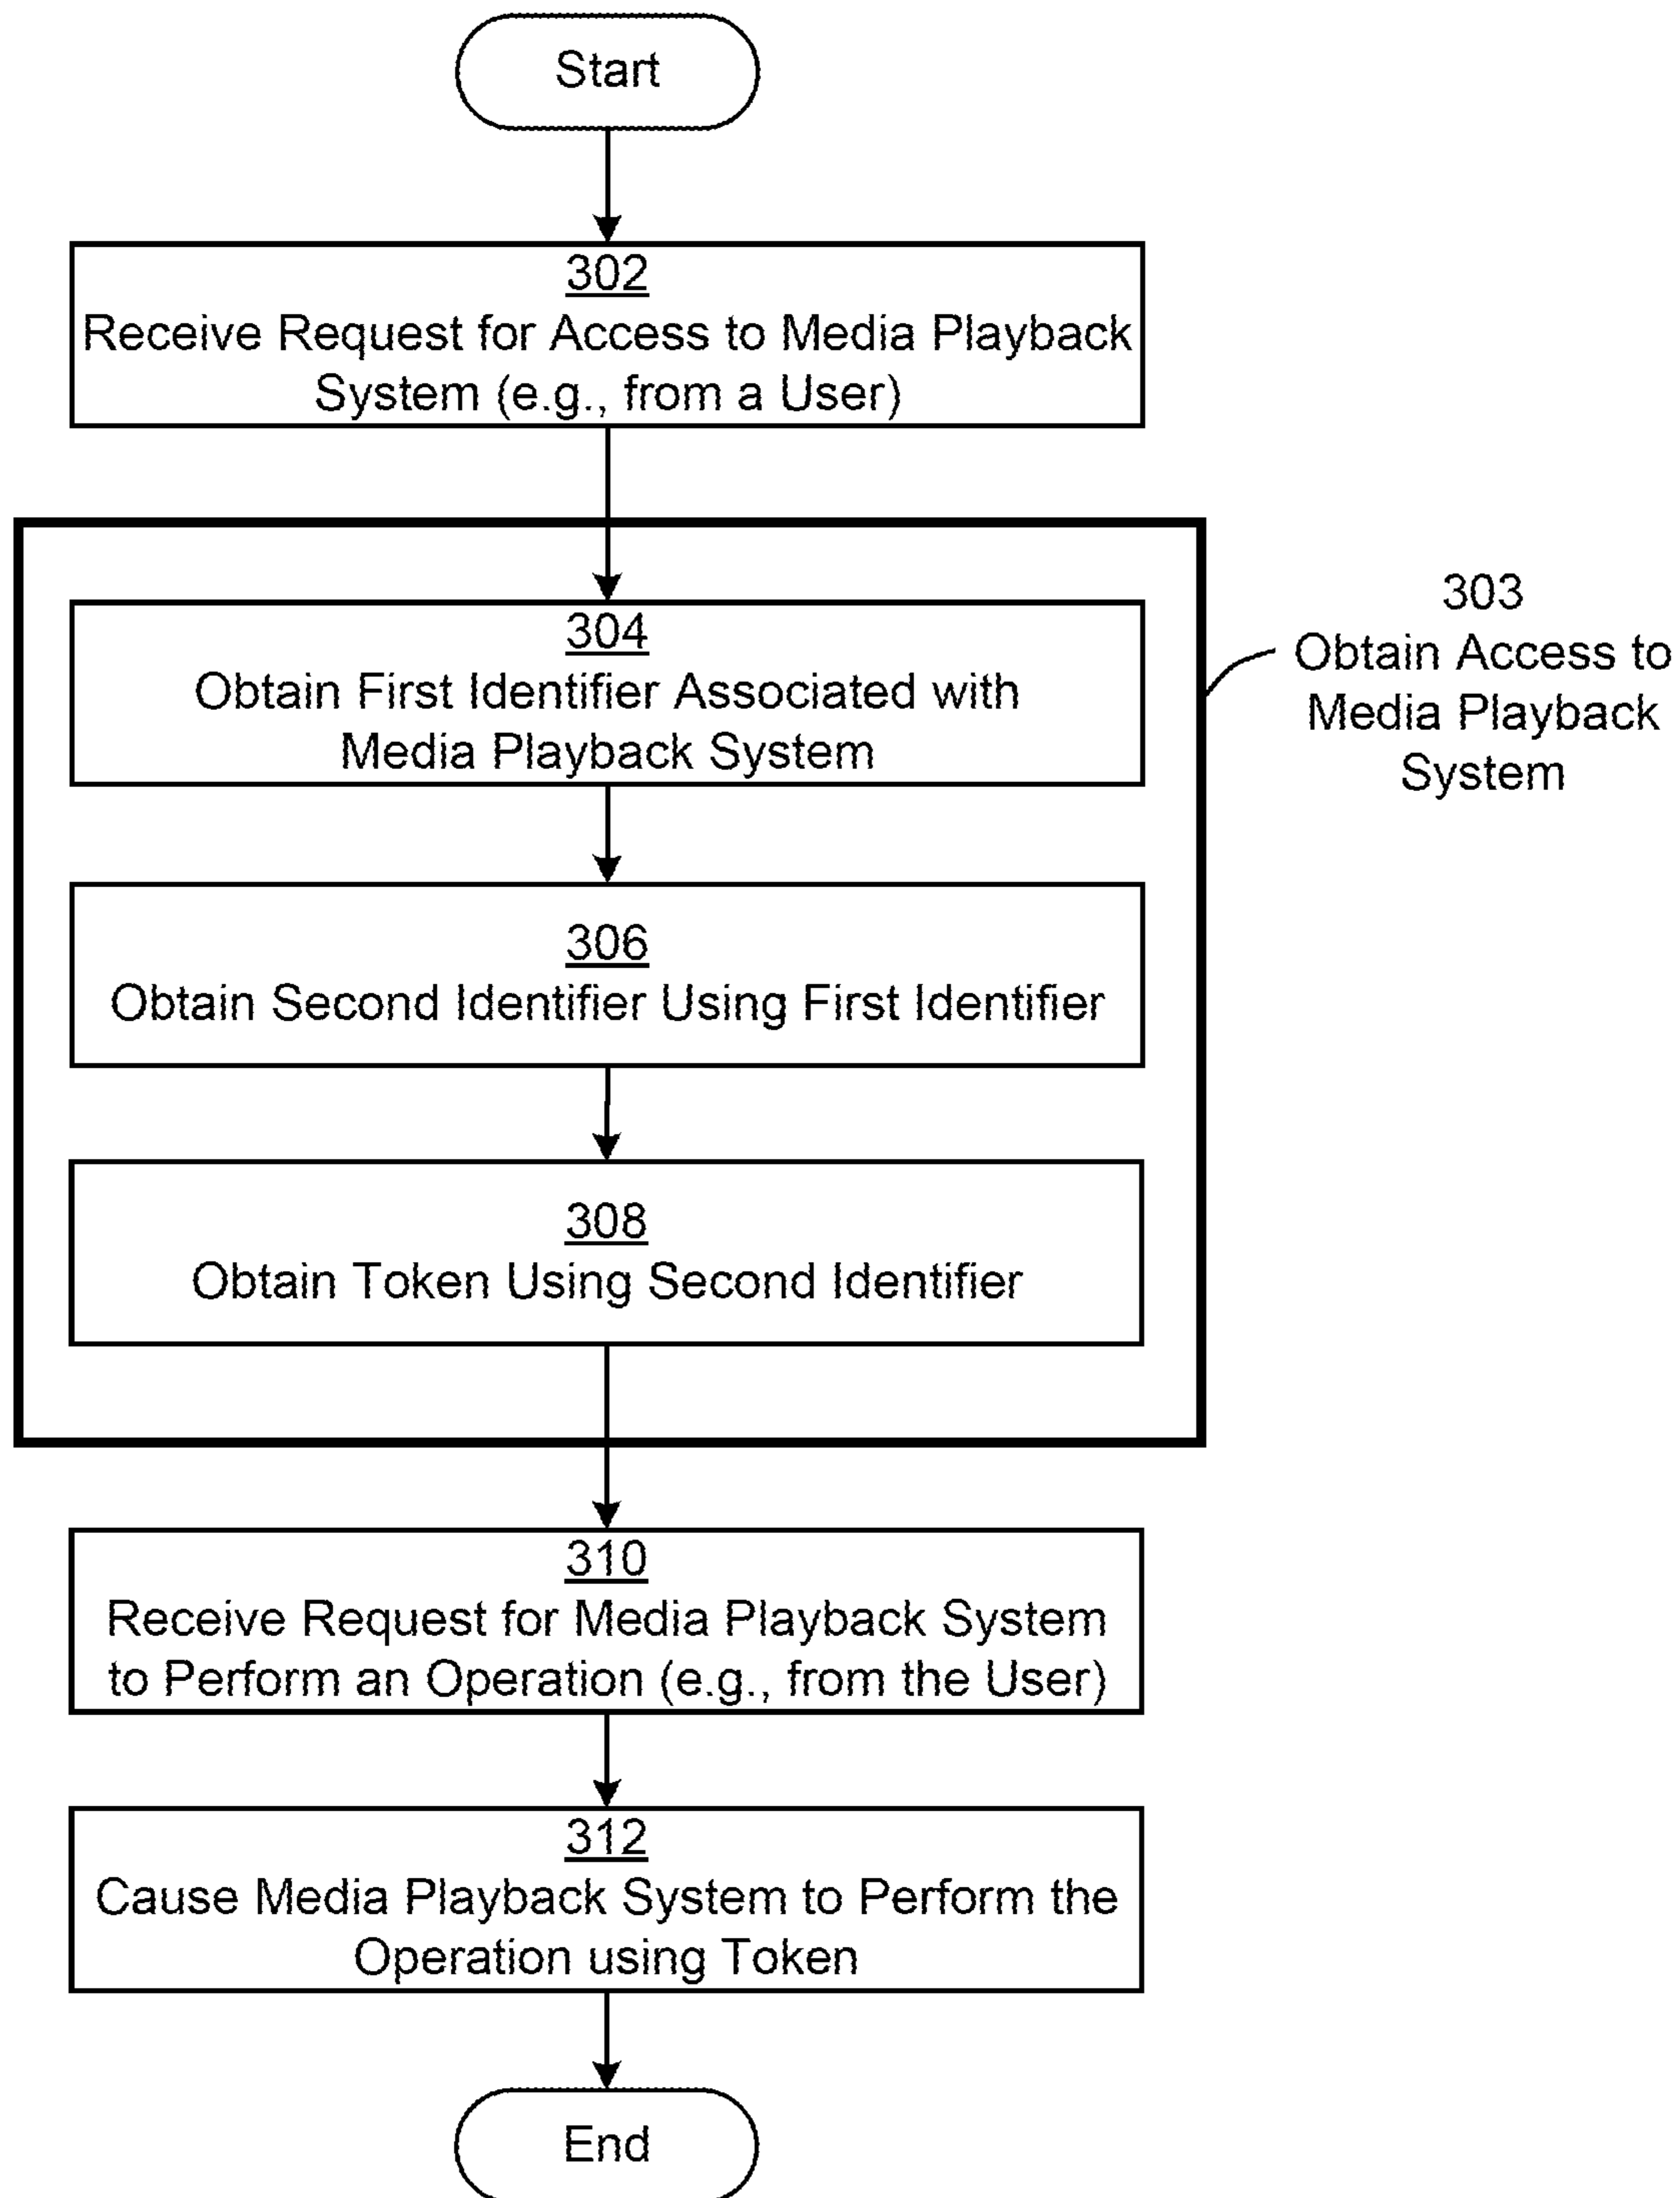 Start
302
Receive Request for Access to Media Playback
System (e.g., from a User)
304
Obtain First Identifier Associated with
Media Playback System
303
Obtain Access to
Media Playback
System
306
Obtain Second Identifier Using First Identifier
308
Obtain Token Using Second Identifier
310
Receive Request for Media Playback System
to Perform an Operation (e.g., from the User)
312
Cause Media Playback System to Perform the
Operation using Token
End